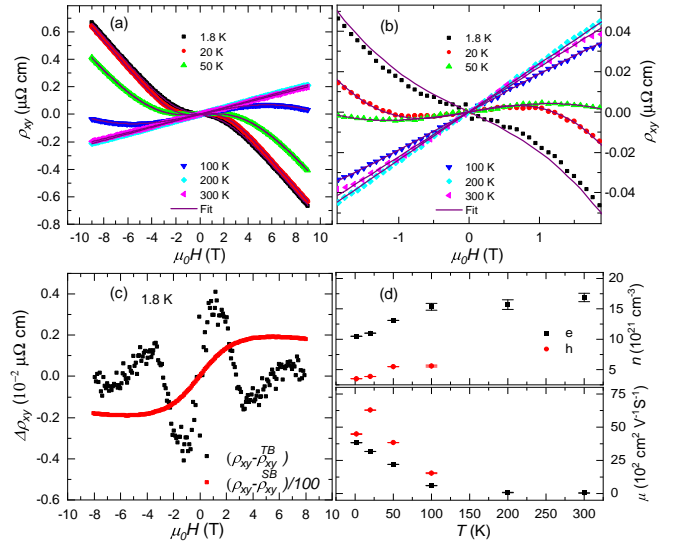 (a)
1.8 K
20 K
50 K
100 K
200 K
300 K
Fit
0.8
0.6
0.4
0.2
0.0
-0.2
-0.4
-0.6
-0.8
ρxy (μΩ cm)
-10 -8 -6 -4 -2 0 2 4 6 8 10
μ0H (T)
(b)
1.8 K
20 K
50 K
100 K
200 K
300 K
Fit
0.04
0.02
0.00
-0.02
-0.04
ρxy (μΩ cm)
-1 0 1
μ0H (T)
(c)
1.8 K
0.4
0.2
0.0
0.2
0.4
0.6
Δρxy (10-2 μΩ cm)
(ρxy-ρxyTB)
(ρxy-ρxySB)/100
-10 -8 -6 -4 -2 0 2 4 6 8
μ0H (T)
(d)
e
h
20
15
10
5
n (1021 cm-3)
75
50
25
0
μ (102 cm2 V-1S-1)
0 50 100 150 200 250 300
T (K)